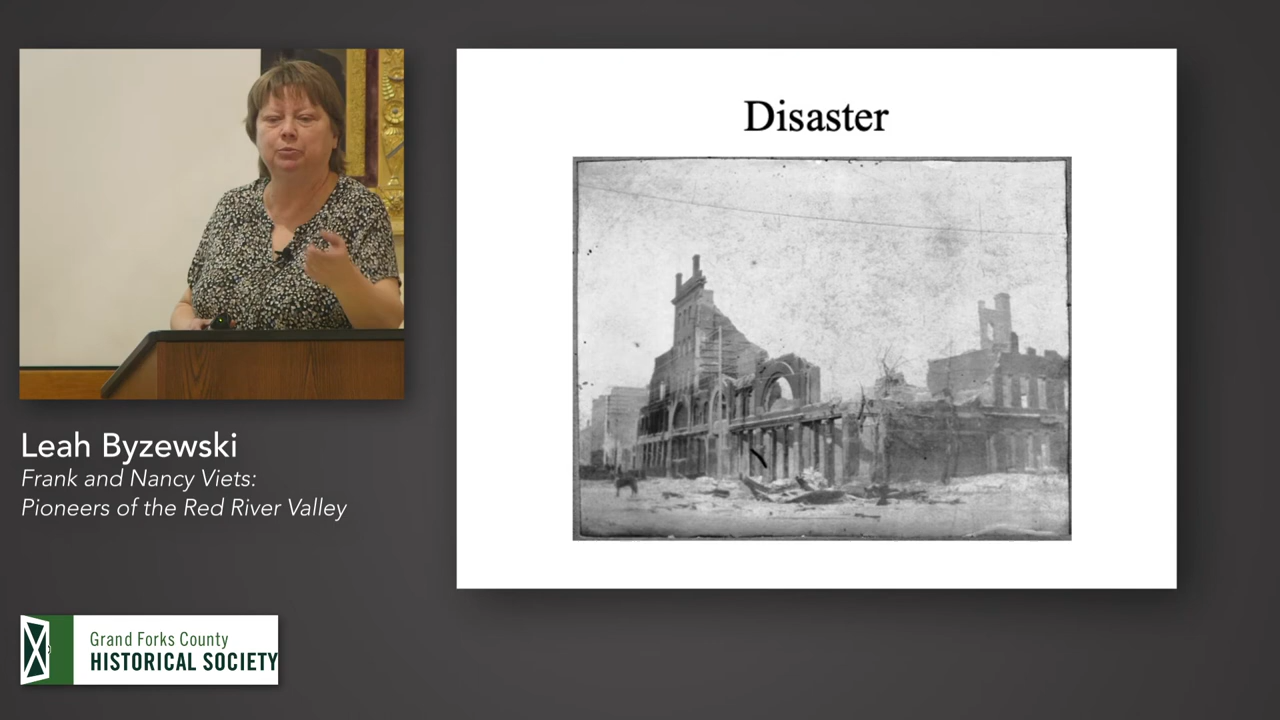 Disaster
Leah Byzewski
Frank and Nancy Viets:
Pioneers of the Red River Valley
Grand Forks County
HISTORICAL SOCIETY